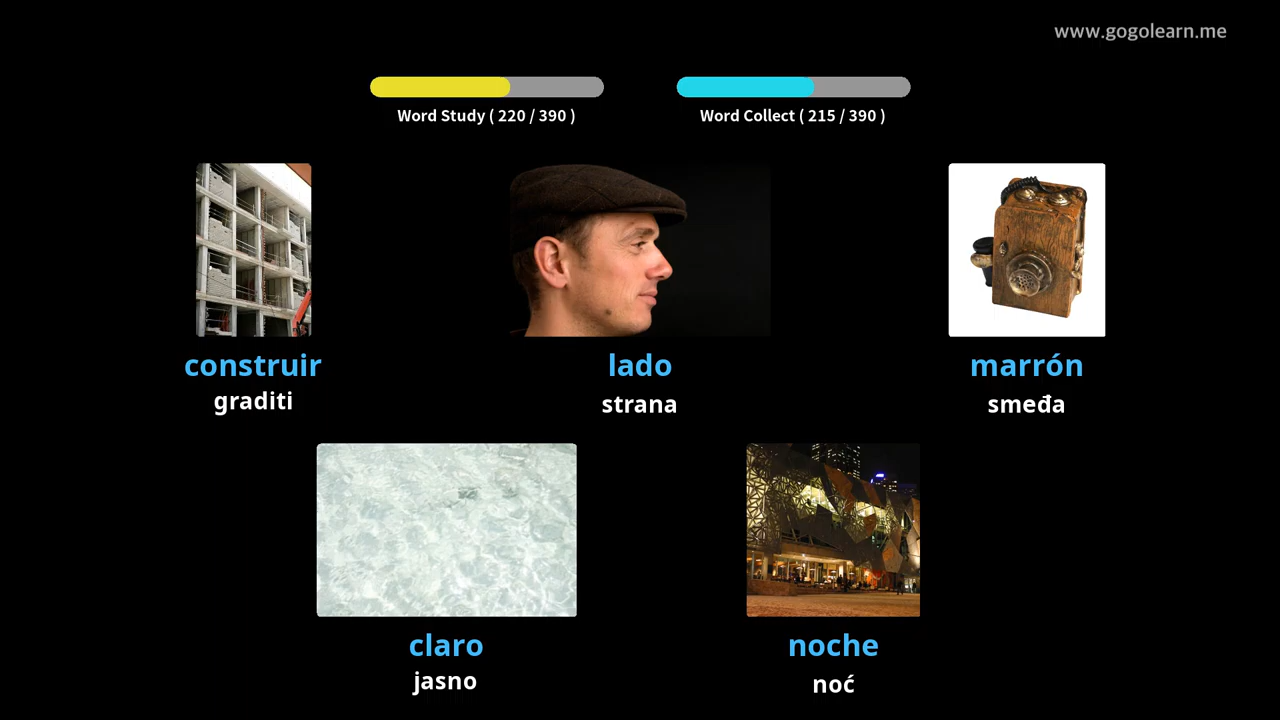 www.gogolearn.me
Word Study ( 220 / 390 )
Word Collect ( 215 / 390 )
construir
graditi
lado
strana
marrón
smeđa
claro
jasno
noche
noć